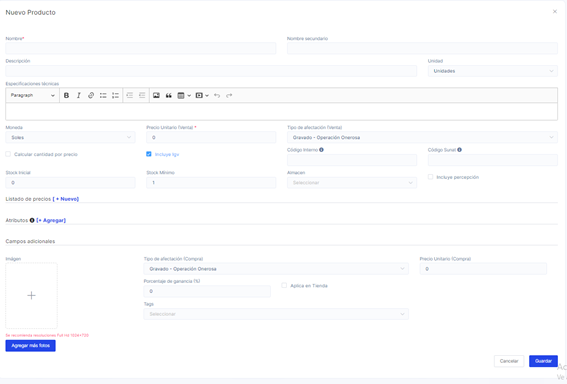 Nuevo Producto
Nombre*
Nombre secundario
Descripción
Unidad
Unidades
Especificaciones técnicas
Paragraph
Moneda
Precio Unitario (Venta) *
Tipo de afectación (Venta)
Soles
0
Gravado - Operación Onerosa
Calcular cantidad por precio
Incluye Igv
Código Interno
Código Sunat
Stock Inicial
Stock Mínimo
Almacen
0
1
Seleccionar
Incluye percepción
Listado de precios [ + Nuevo]
Atributos [+ Agregar]
Campos adicionales
Imágen
Tipo de afectación (Compra)
Precio Unitario (Compra)
Gravado - Operación Onerosa
0
Porcentaje de ganancia (%)
0
Aplica en Tienda
Tags
Seleccionar
Se recomienda resoluciones Full Hd 1024x720
Agregar más fotos
Cancelar
Guardar